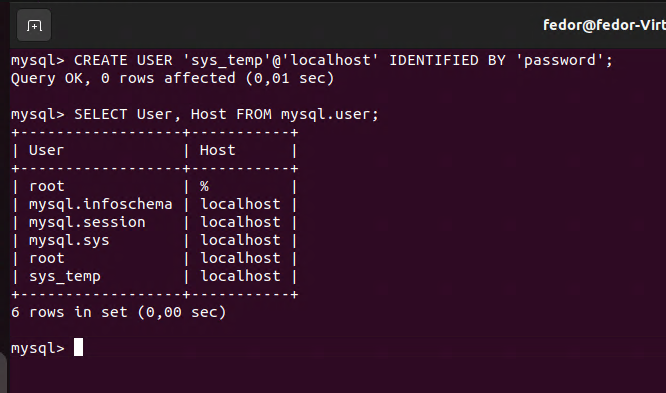 fedor@fedor-Virt
mysql> CREATE USER 'sys_temp'@'localhost' IDENTIFIED BY 'password';
Query OK, 0 rows affected (0,01 sec)
mysql> SELECT User, Host FROM mysql.user;
+------------------+-----------+
| User             | Host      |
+------------------+-----------+
| root             | %         |
| mysql.infoschema | localhost |
| mysql.session    | localhost |
| mysql.sys        | localhost |
| root             | localhost |
| sys_temp         | localhost |
+------------------+-----------+
6 rows in set (0,00 sec)
mysql>